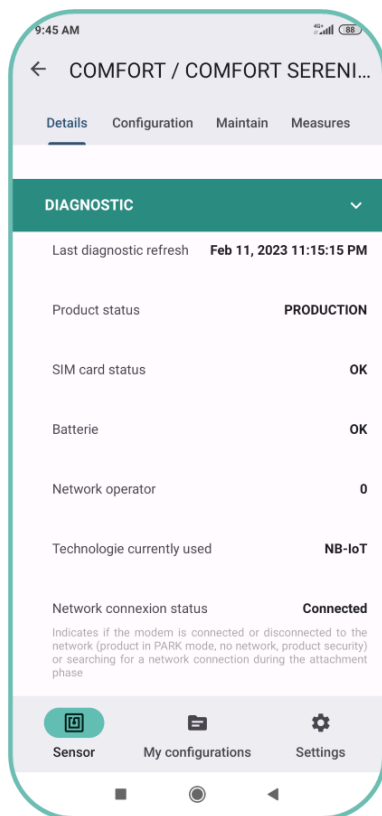 9:45 AM
4G+
88
COMFORT / COMFORT SERENI...
Details Configuration Maintain Measures
DIAGNOSTIC
Last diagnostic refresh Feb 11, 2023 11:15:15 PM
Product status PRODUCTION
SIM card status OK
Batterie OK
Network operator 0
Technologie currently used NB-IoT
Network connexion status Connected
Indicates if the modem is connected or disconnected to the
network (product in PARK mode, no network, product security)
or searching for a network connection during the attachment
phase
Sensor My configurations Settings